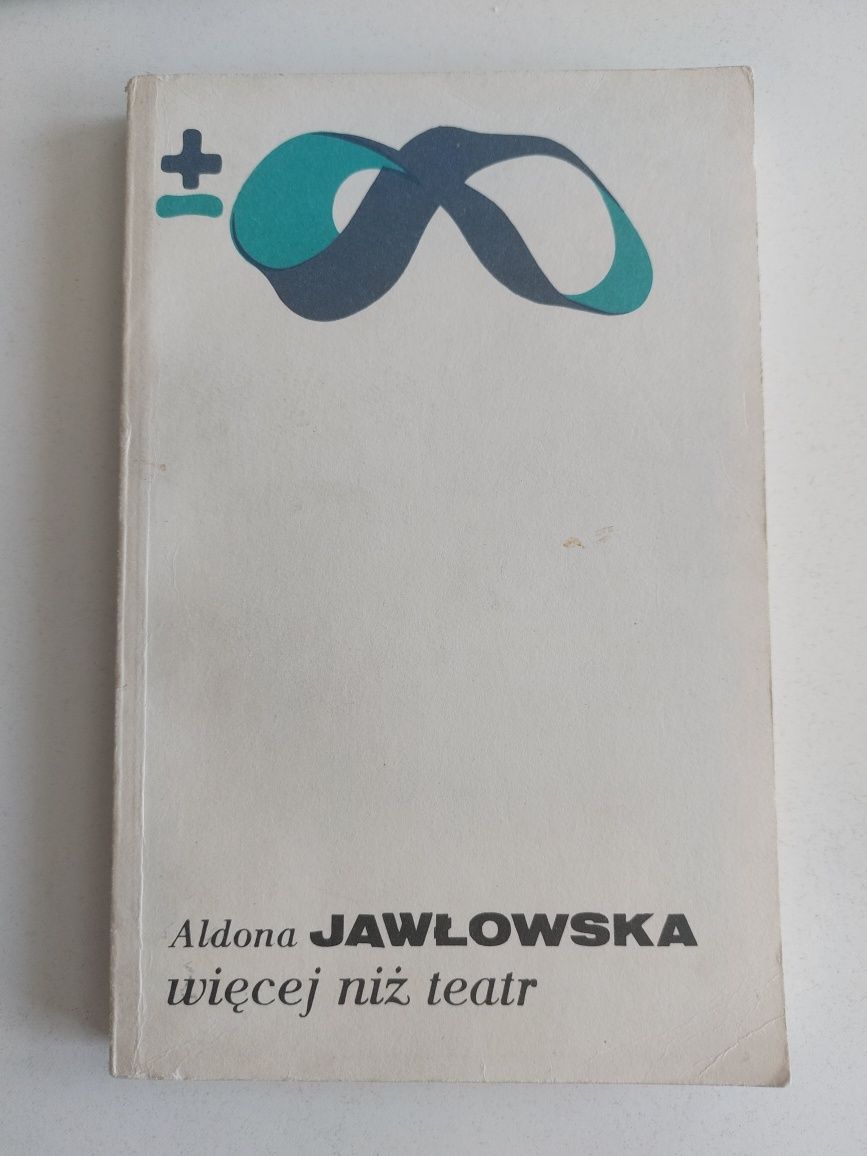 ±∞
Aldona JAWŁOWSKA
więcej niż teatr